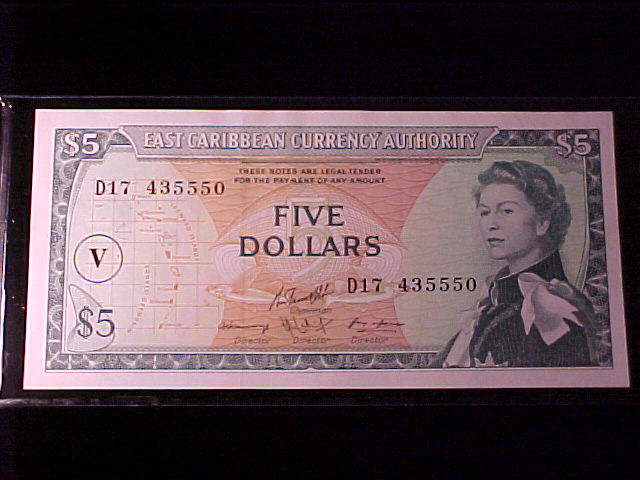 $5 EAST CARIBBEAN CURRENCY AUTHORITY $5
THESE NOTES ARE LEGAL TENDER
FOR THE PAYMENT OF ANY AMOUNT
D17 435550
FIVE
DOLLARS
V
D17 435550
Chairman
$5
Director Director Director